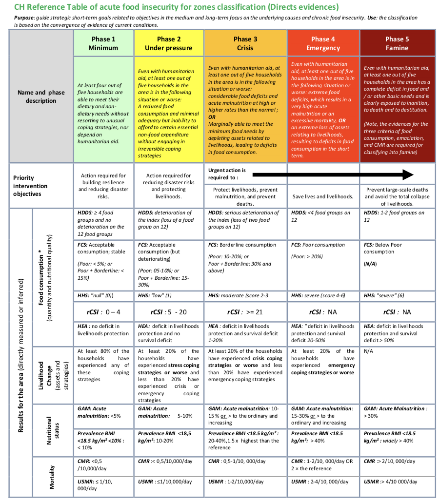 CH Reference Table of acute food insecurity for zones classification (Directs evidences)
Purpose: guide strategic short-term goals related to objectives in the medium and long-term focus on the underlying causes and chronic food insecurity. Use: the classification
is based on the convergence of evidence of current conditions.
Name and phase
description
Phase 1
Minimum
At least four out of
five households are
able to meet their
dietary and non-
dietary needs without
resorting to unusual
coping strategies, nor
depend on
humanitarian aid
Phase 2
Under pressure
Even with humanitarian
aid, at least one out of
five households in the
area is in the following
situation or worse:
ensured food
consumption and minimal
adequacy but inability to
afford to certain essential
non-food expenditure
without engaging in
irreversible coping
strategies
Phase 3
Crisis
Even with humanitarian aid, at
least one out of five households
in the area is in the following
situation or worse:
considerable food deficits and
acute malnutrition at high or
higher rates than the normal;
OR
Marginally able to meet the
minimum food needs by
depleting assets related to
livelihoods, leading to deficits
in food consumption.
Phase 4
Emergency
Even with humanitarian aid, at
least one out of five
households in the area is in
the following situation or
worse: extreme food
deficits, which results in a
very high acute
malnutrition or an
excessive mortality; OR
an extreme loss of assets
relating to livelihoods,
resulting to deficits in food
consumption in the short
term.
Phase 5
Famine
Even with humanitarian aid,
at least one out of five
households in the area has a
complete deficit in food and
/ or other basic needs and is
clearly exposed to inanition,
to death and to destitution.
(Note, the evidences for the
three criteria of food
consumption, emaciation,
and CMR are required for
classifying into famine)
Priority
intervention
objectives
Action required for
building resilience
and reducing disaster
risks.
Action required for
reducing disaster risk
and protecting
livelihoods.
Urgent action is
required to :
Protect livelihoods, prevent
malnutrition, and prevent
deaths.
Save lives and livelihoods.
Prevent large-scale deaths
and avoid the total collapse
of livelihoods.
Results for the area (directly measured or inferred)
Food consumption *
(quantity and nutritional quality)
HDDS: ≥ 4 food
groups and no
deterioration on the
12 food groups
HDDS: deterioration of
the index (loss of a food
group on 12)
HDDS: serious deterioration of
the index (loss of two food
groups on 12)
HDDS: <4 food groups on
12
HDDS: 1-2 food groups on
12
FCS: Acceptable
consumption; stable
(Poor: < 5%; or
Poor + Borderline: <
15%)
FCS: Acceptable
consumption (but
deteriorating)
(Poor: 05-10%; or
Poor + Borderline: 15-
30%.
FCS: Borderline consumption
(Poor: 10-20%; or
Poor + Borderline: 30% and
above)
FCS: Poor consumption
(Poor: > 20%)
FCS: Below Poor
consumption
(N/A)
HHS: "null" (0)
HHS: "low" (1)
HHS: moderate (score 2-3
HHS: severe (score 4-6)
HHS: "severe" (6)
rCSI : 0 – 4
rCSI : 5 - 20
rCSI : >= 21
rCSI : NA
rCSI : NA
HEA : no deficit in
livelihoods protection
HEA: deficit in livelihoods
protection and no
survival deficit
HEA : deficit in livelihoods
protection and survival deficit
1-20%
HEA: deficit in livelihoods
protection and survival
deficit 20-50%
HEA : deficit in livelihoods
protection and survival
deficit > 50%
Livelihood
Change
(assets and
strategies)
At least 80% of the
households have
experienced any of
these coping
strategies
At least 20% of the
households have
experienced stress coping
strategies or worse and
less than 20% have
experienced crisis or
emergency coping
strategies
At least 20% of the households
have experienced crisis coping
strategies or worse and less
than 20% have experienced
emergency coping strategies
At least 20% of the
households have
experienced emergency
coping strategies or worse
N/A
Nutritional
status
GAM: Acute
malnutrition: <5%
GAM: Acute
malnutrition: 5-10%
GAM: Acute malnutrition: 10-
15% or > to the ordinary and
increasing
GAM: Acute malnutrition:
15-30% or > to the
ordinary and increasing
GAM: Acute malnutrition :
> 30%
Prevalence BMI
<18.5 kg/m² <10% :
< 10%
Prevalence BMI <18.5
kg/m²: 10-20%
Prevalence BMI <18.5 kg/m²:
20-40%, 1.5 x highest than the
reference
Prevalence BMI <18.5
kg/m² : > 40%
Prevalence BMI <18.5
kg/m² : widely > 40%
Mortality
CMR: <0,5
/10,000/day
CMR : < 0,5/10,000/day
CMR : 0,5-1/10, 000/day
CMR : 1-2/10, 000/day OR
2 x the reference
CMR : > 2/10, 000/day
U5MR: ≤ 1/10,
000/day
U5MR : ≤1/10,000/day
U5MR : 1-2/10,000/day
U5MR : 2-4/10, 000/day
U5MR : > 4/10 000/day